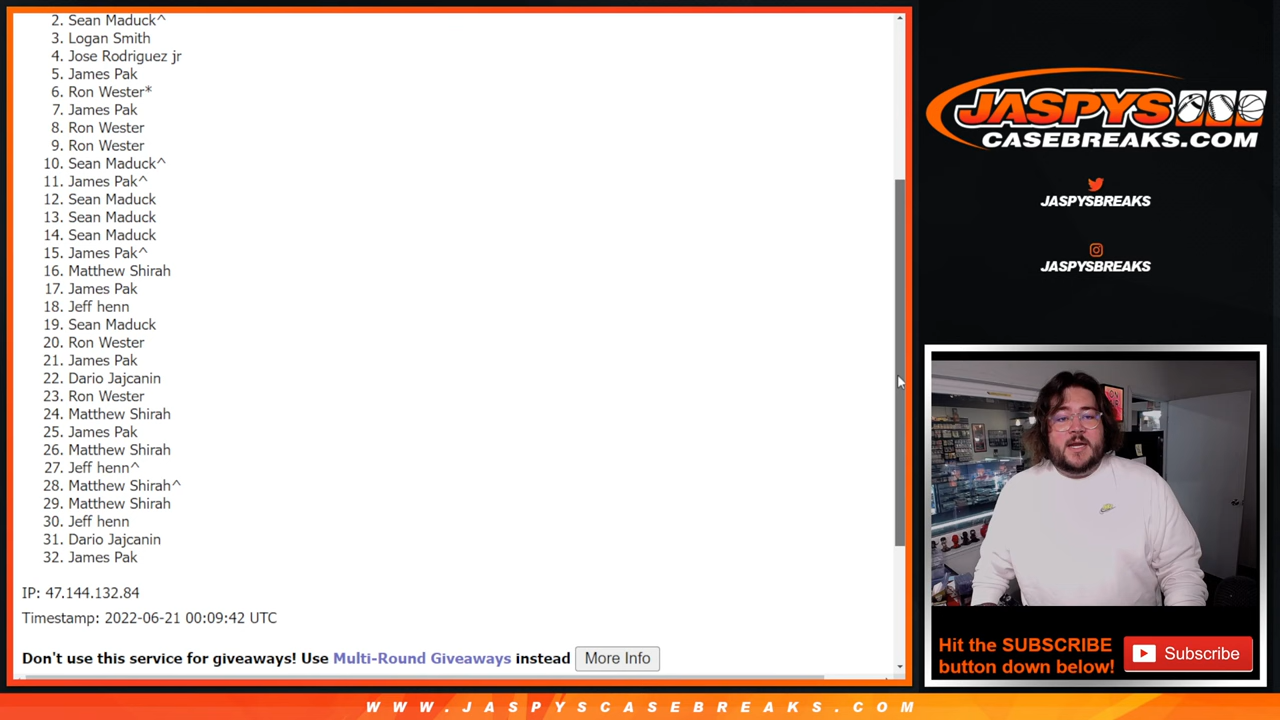 2. Sean Maduck^
3. Logan Smith
4. Jose Rodriguez jr
5. James Pak
6. Ron Wester*
7. James Pak
8. Ron Wester
9. Ron Wester
10. Sean Maduck^
11. James Pak^
12. Sean Maduck
13. Sean Maduck
14. Sean Maduck
15. James Pak^
16. Matthew Shirah
17. James Pak
18. Jeff henn
19. Sean Maduck
20. Ron Wester
21. James Pak
22. Dario Jajcanin
23. Ron Wester
24. Matthew Shirah
25. James Pak
26. Matthew Shirah
27. Jeff henn^
28. Matthew Shirah^
29. Matthew Shirah
30. Jeff henn
31. Dario Jajcanin
32. James Pak
IP: 47.144.132.84
Timestamp: 2022-06-21 00:09:42 UTC
Don't use this service for giveaways! Use Multi-Round Giveaways instead More Info
JASPYS
CASEBREAKS.COM
JASPYSBREAKS
JASPYSBREAKS
Hit the SUBSCRIBE
button down below!
Subscribe
WWW.JASPYSCASEBREAKS.COM